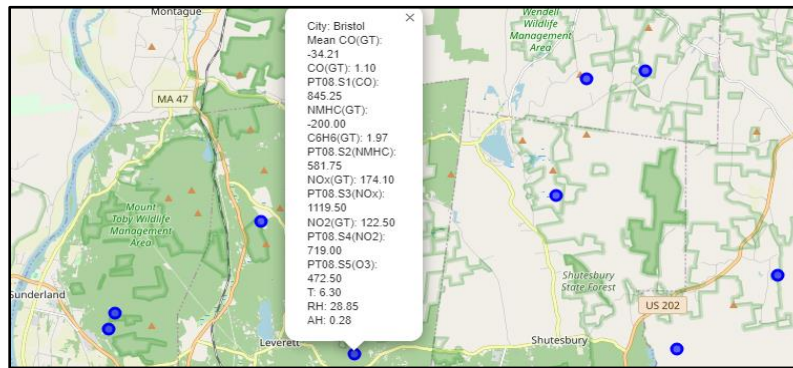 Montague
MA 47
Mount
Toby Wildlife
Management
Area
Sunderland
Leverett
×
City: Bristol
Mean CO(GT):
-34.21
CO(GT): 1.10
PT08.S1(CO):
845.25
NMHC(GT):
-200.00
C6H6(GT): 1.97
PT08.S2(NMHC):
581.75
NOx(GT): 174.10
PT08.S3(NOx):
1119.50
NO2(GT): 122.50
PT08.S4(NO2):
719.00
PT08.S5(O3):
472.50
T: 6.30
RH: 28.85
AH: 0.28
Wendell
Wildlife
Management
Area
Shutesbury
State Forest
US 202
Shutesbury